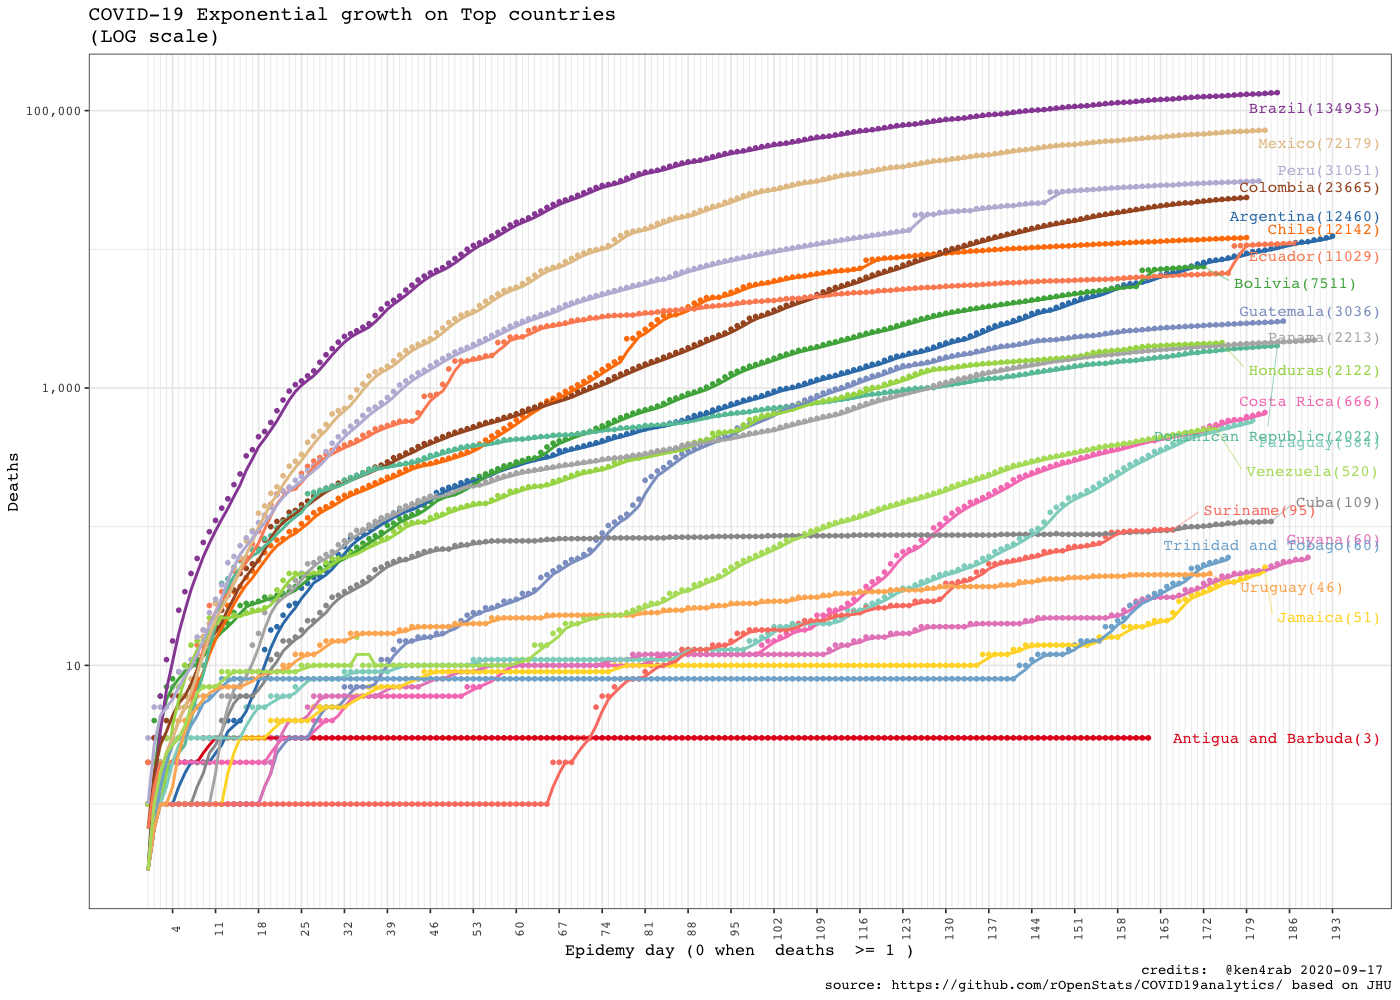 COVID-19 Exponential growth on Top countries
(LOG scale)
100,000
1,000
10
Deaths
Brazil(134935)
Mexico(72179)
Peru(31051)
Colombia(23665)
Argentina(12460)
Chile(12142)
Ecuador(11029)
Bolivia(7511)
Guatemala(3036)
Panama(2213)
Honduras(2122)
Costa Rica(666)
Dominican Republic(2022)
Venezuela(520)
Cuba(109)
Suriname(95)
Guyana(60)
Trinidad and Tobago(60)
Uruguay(46)
Jamaica(51)
Antigua and Barbuda(3)
4 11 18 25 32 39 46 53 60 67 74 81 88 95 102 109 116 123 130 137 144 151 158 165 172 179 186 193
Epidemy day (0 when deaths >= 1 )
credits: @ken4rab 2020-09-17
source: https://github.com/rOpenStats/COVID19analytics/ based on JHU